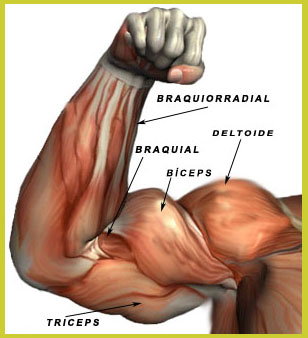 BRAQUIORRADIAL
DELTOIDE
BRAQUIAL
BÍCEPS
TRÍCEPS